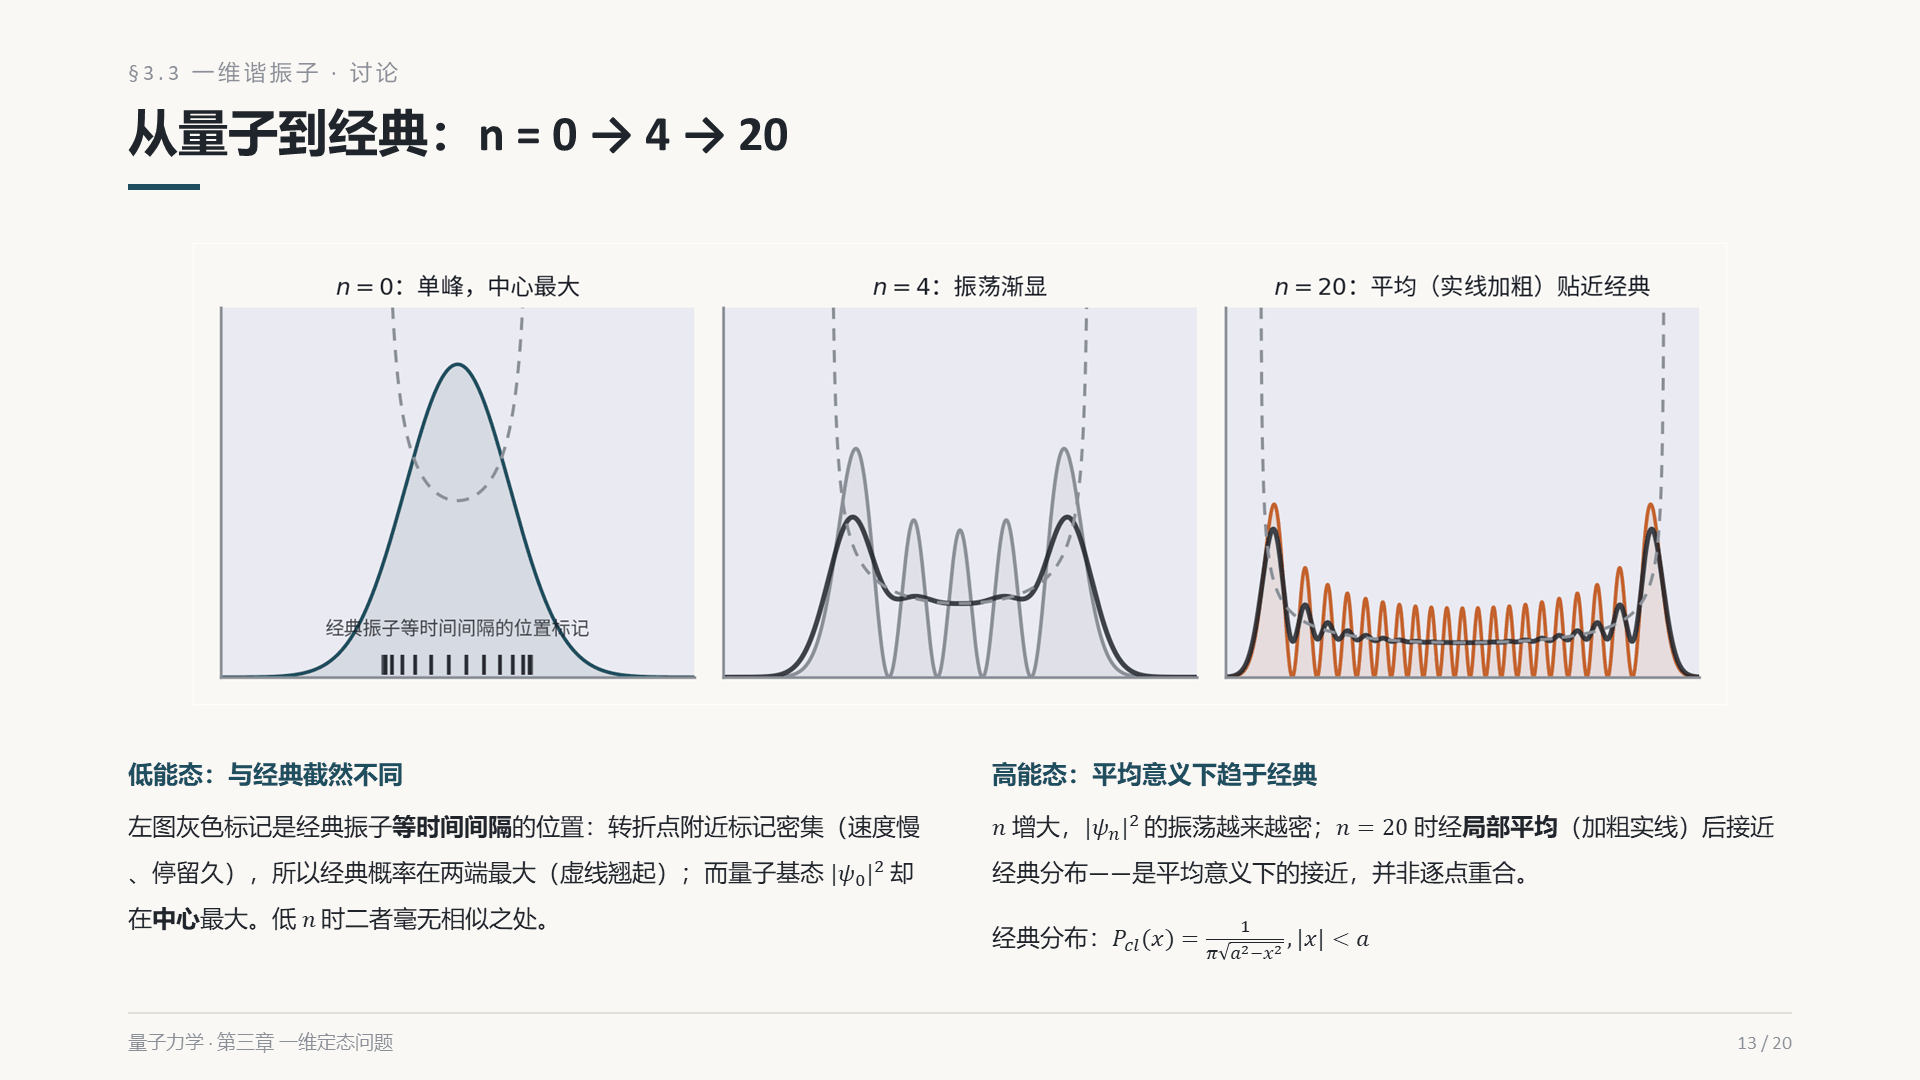 §3.3 一维谐振子 · 讨论
从量子到经典：n = 0 → 4 → 20
n = 0：单峰，中心最大
n = 4：振荡渐显
n = 20：平均（实线加粗）贴近经典
经典振子等时间间隔的位置标记
低能态：与经典截然不同
左图灰色标记是经典振子等时间间隔的位置：转折点附近标记密集（速度慢
、停留久），所以经典概率在两端最大（虚线翘起）；而量子基态 |ψ₀|² 却
在中心最大。低 n 时二者毫无相似之处。
高能态：平均意义下趋于经典
n 增大，|ψₙ|² 的振荡越来越密；n = 20 时经局部平均（加粗实线）后接近
经典分布——是平均意义下的接近，并非逐点重合。
经典分布：P_{cl}(x) = \frac{1}{π\sqrt{a²−x²}}, |x| < a
量子力学 · 第三章 一维定态问题
13 / 20